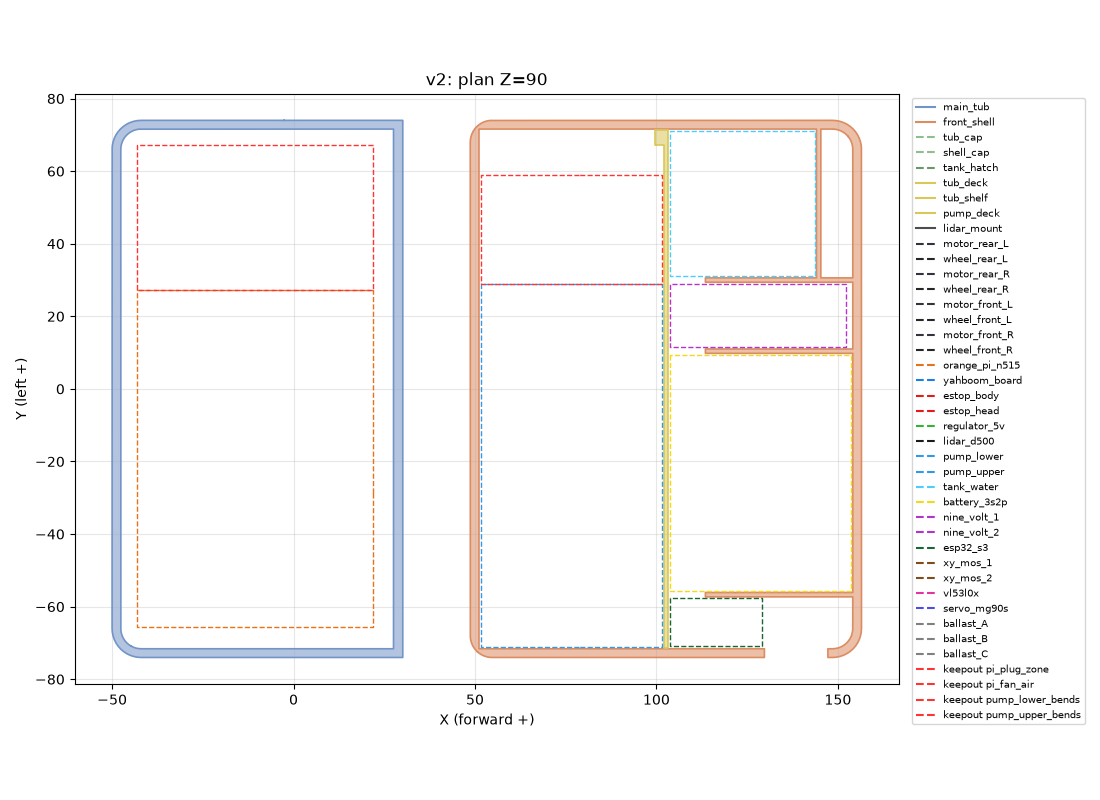 v2: plan Z=90
80
60
40
20
0
−20
−40
−60
−80
Y (left +)
−50
0
50
100
150
X (forward +)
main_tub
front_shell
tub_cap
shell_cap
tank_hatch
tub_deck
tub_shelf
pump_deck
lidar_mount
motor_rear_L
wheel_rear_L
motor_rear_R
wheel_rear_R
motor_front_L
wheel_front_L
motor_front_R
wheel_front_R
orange_pi_n515
yahboom_board
estop_body
estop_head
regulator_5v
lidar_d500
pump_lower
pump_upper
tank_water
battery_3s2p
nine_volt_1
nine_volt_2
esp32_s3
xy_mos_1
xy_mos_2
vl53l0x
servo_mg90s
ballast_A
ballast_B
ballast_C
keepout pi_plug_zone
keepout pi_fan_air
keepout pump_lower_bends
keepout pump_upper_bends